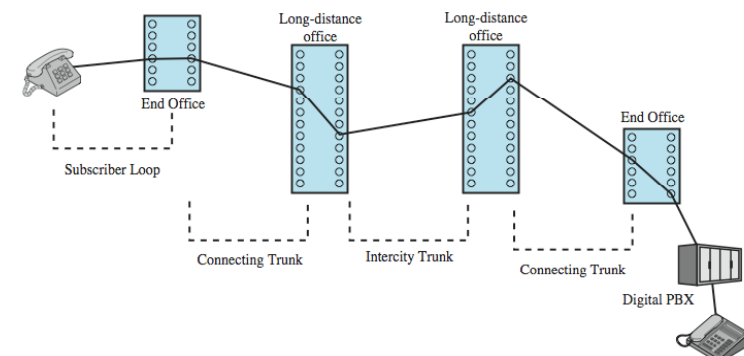 Long-distance
office
Long-distance
office
End Office
End Office
Subscriber Loop
Connecting Trunk
Intercity Trunk
Connecting Trunk
Digital PBX